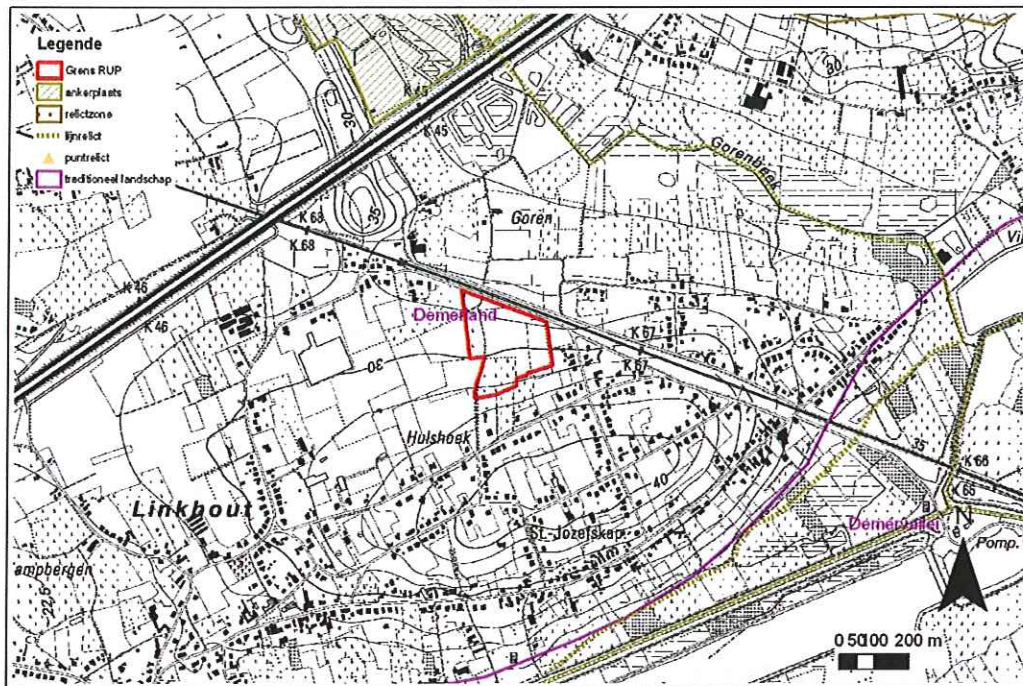 Legende
Grens RUP
ankerplaats
relictzone
lijnrelict
puntrelict
traditioneel landschap
K 45
K 45
30
30
35
K 68
K 68
Goren
Gorenbeek
K 46
K 46
Demerland
K 67
K 67
30
Hulshoek
40
35
K 66
K 65
Linkhout
St-Jozefskap
Demervallei
N
Pomp.
ampbergen
22,5
0 50100 200 m